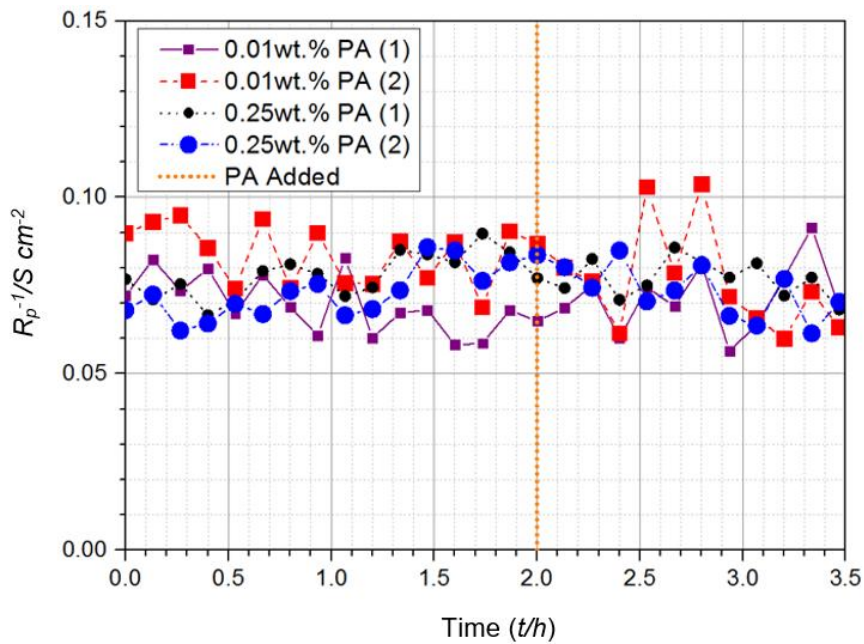 0.15
0.01wt.% PA (1)
0.01wt.% PA (2)
0.25wt.% PA (1)
0.25wt.% PA (2)
PA Added
0.10
Rp-1/S cm-2
0.05
0.00
0.0 0.5 1.0 1.5 2.0 2.5 3.0 3.5
Time (t/h)